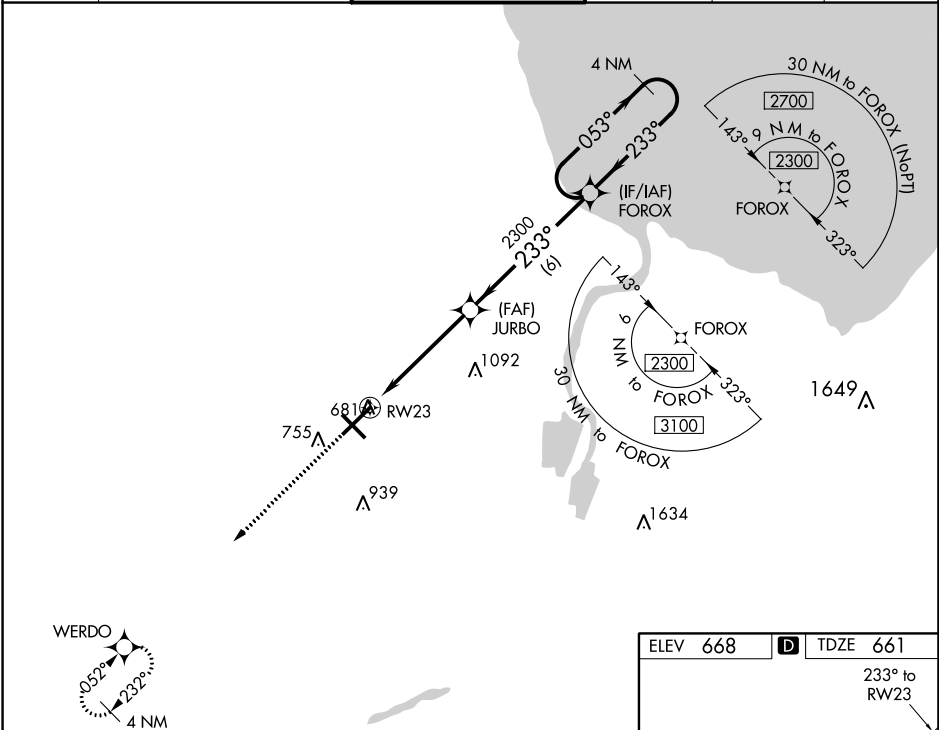 4 NM
053°
233°
(IF/IAF)
FOROX
30 NM to FOROX (NoPT)
2700
143°
9 NM to FOROX
2300
FOROX
323°
2300
233°
(6)
(FAF)
JURBO
143°
FOROX
9 NM to FOROX
2300
323°
30 NM to FOROX
3100
1092
1649
681
RW23
755
939
1634
WERDO
052°
232°
4 NM
ELEV 668 D TDZE 661
233° to
RW23